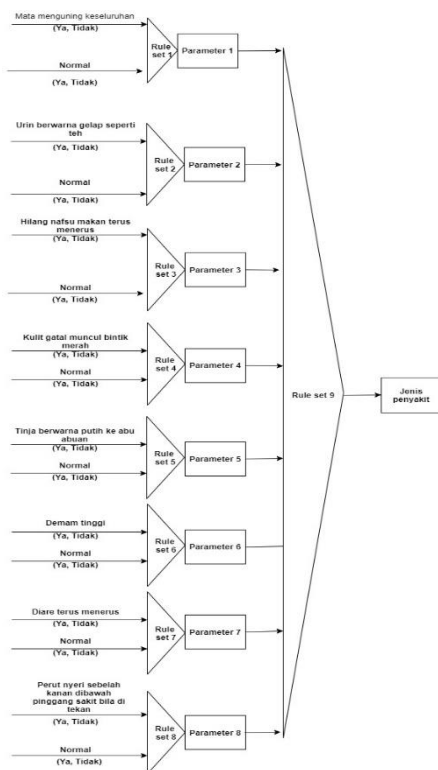 Mata menguning keseluruhan
(Ya, Tidak)
Normal
(Ya, Tidak)
Rule
set 1
Parameter 1
Urin berwarna gelap seperti
teh
(Ya, Tidak)
Normal
(Ya, Tidak)
Rule
set 2
Parameter 2
Hilang nafsu makan terus
menerus
(Ya, Tidak)
Normal
(Ya, Tidak)
Rule
set 3
Parameter 3
Kulit gatal muncul bintik
merah
(Ya, Tidak)
Normal
(Ya, Tidak)
Rule
set 4
Parameter 4
Tinja berwarna putih ke abu
abuan
(Ya, Tidak)
Normal
(Ya, Tidak)
Rule
set 5
Parameter 5
Demam tinggi
(Ya, Tidak)
Normal
(Ya, Tidak)
Rule
set 6
Parameter 6
Diare terus menerus
(Ya, Tidak)
Normal
(Ya, Tidak)
Rule
set 7
Parameter 7
Perut nyeri sebelah
kanan dibawah
pinggang sakit bila di
tekan
(Ya, Tidak)
Normal
(Ya, Tidak)
Rule
set 8
Parameter 8
Rule set 9
Jenis
penyakit